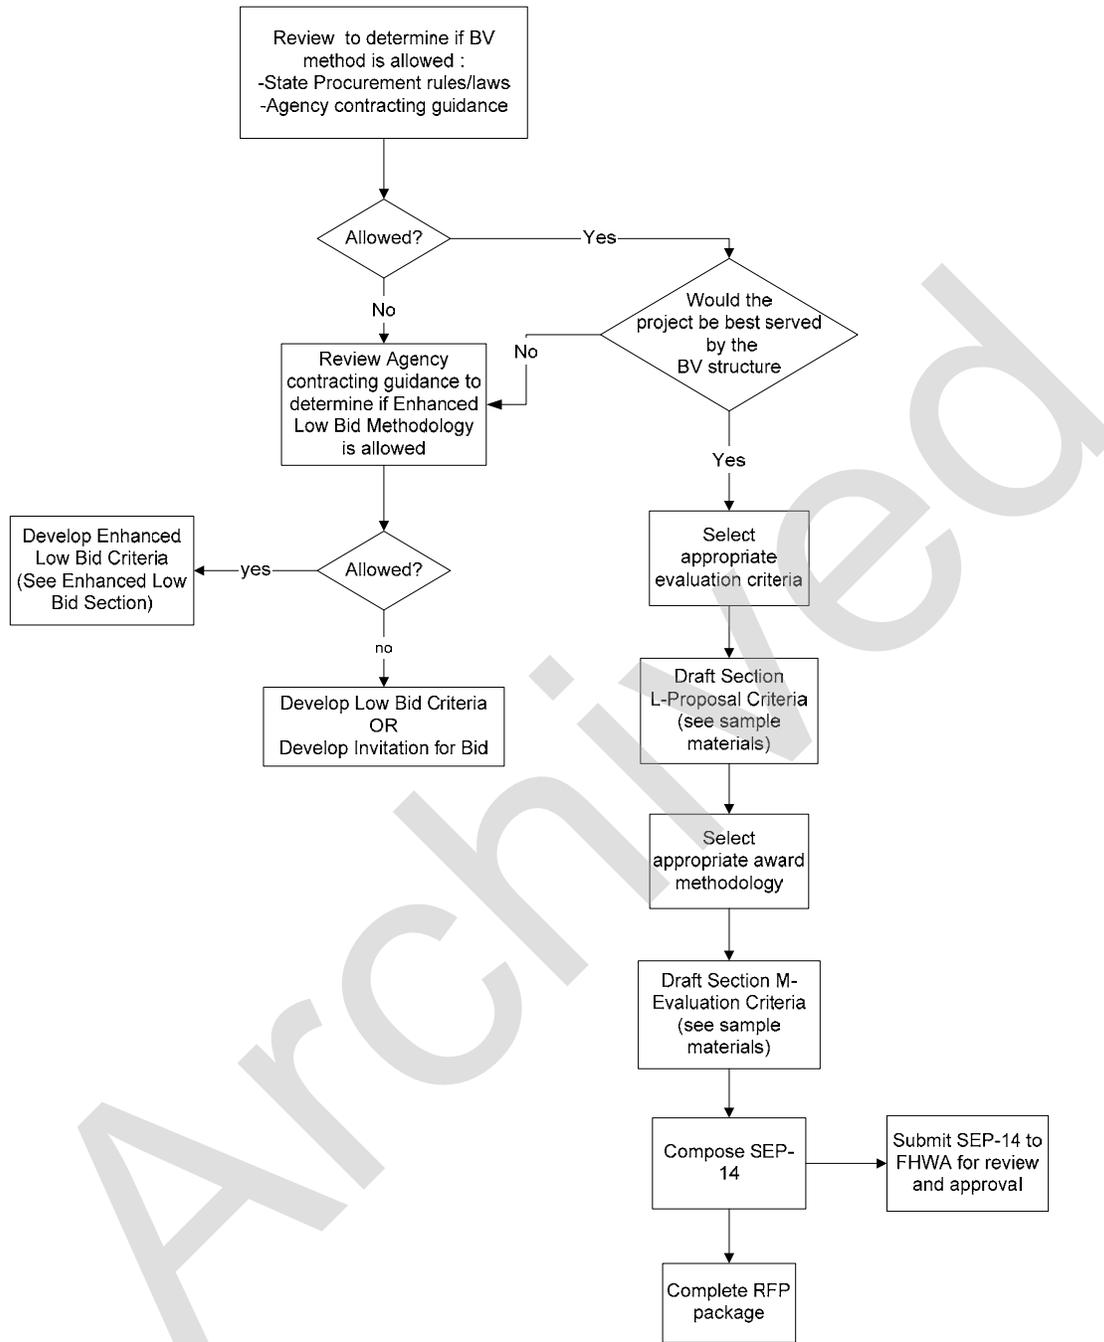 Review to determine if BV
method is allowed :
-State Procurement rules/laws
-Agency contracting guidance
Allowed?
Yes
No
Would the
project be best served
by the
BV structure
No
Review Agency
contracting guidance to
determine if Enhanced
Low Bid Methodology
is allowed
Yes
Develop Enhanced
Low Bid Criteria
(See Enhanced Low
Bid Section)
yes
Allowed?
no
Develop Low Bid Criteria
OR
Develop Invitation for Bid
Select
appropriate
evaluation criteria
Draft Section
L-Proposal Criteria
(see sample
materials)
Select
appropriate award
methodology
Draft Section M-
Evaluation Criteria
(see sample
materials)
Compose SEP-
14
Submit SEP-14 to
FHWA for review
and approval
Complete RFP
package
Archived